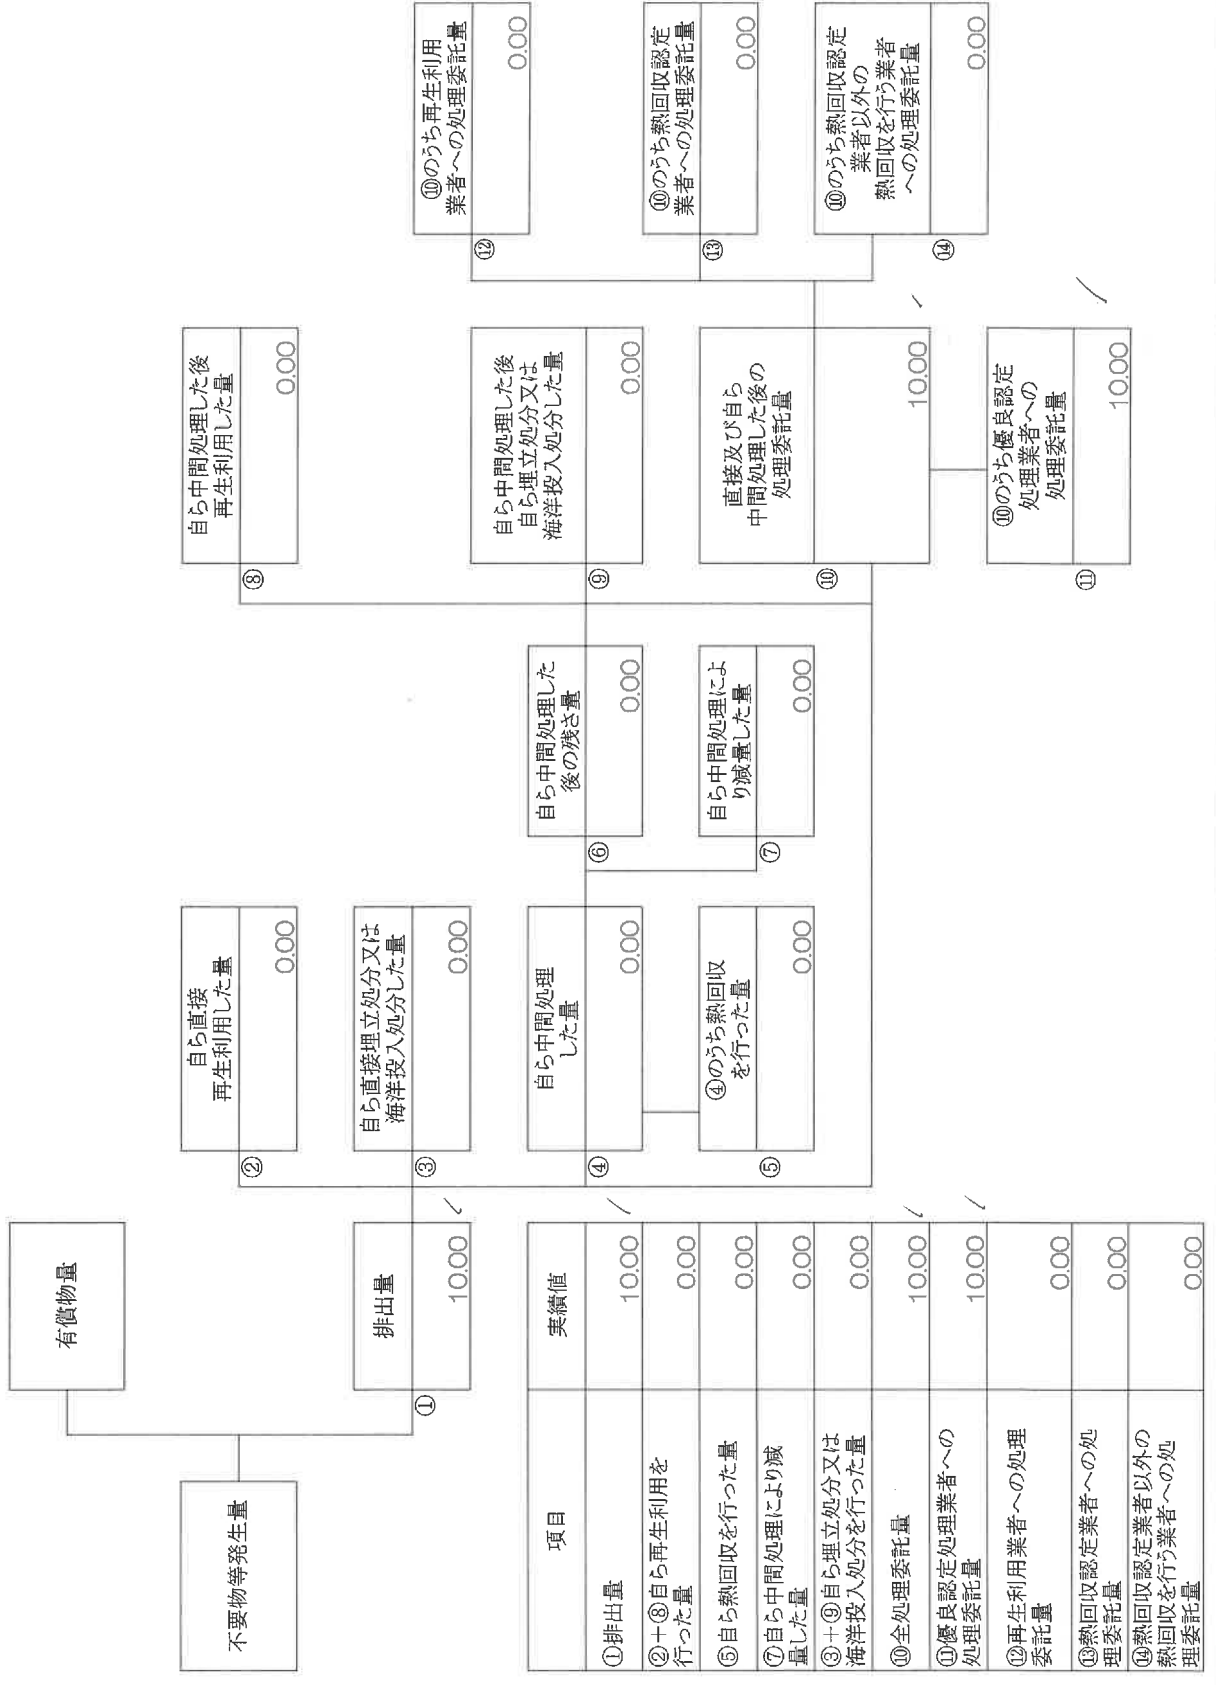 不要物等発生量
有償物量
排出量
①
10.00
自ら直接
再生利用した量
②
0.00
自ら直接埋立処分又は
海洋投入処分した量
③
0.00
自ら中間処理
した量
④
0.00
④のうち熱回収
を行った量
⑤
0.00
自ら中間処理した
後の残さ量
⑥
0.00
自ら中間処理によ
り減量した量
⑦
0.00
自ら中間処理した後
再生利用した量
⑧
0.00
自ら中間処理した後
自ら埋立処分又は
海洋投入処分した量
⑨
0.00
直接及び自ら
中間処理した後の
処理委託量
⑩
10.00
⑩のうち優良認定
処理業者への
処理委託量
⑪
10.00
⑩のうち再生利用
業者への処理委託量
⑫
0.00
⑩のうち熱回収認定
業者への処理委託量
⑬
0.00
⑩のうち熱回収認定
業者以外の
熱回収を行う業者
への処理委託量
⑭
0.00
項目 実績値
①排出量 10.00
②+⑧自ら再生利用を
行った量 0.00
⑤自ら熱回収を行った量 0.00
⑦自ら中間処理により減
量した量 0.00
③+⑨自ら埋立処分又は
海洋投入処分を行った量 0.00
⑩全処理委託量 10.00
⑪優良認定処理業者への
処理委託量 10.00
⑫再生利用業者への処理
委託量 0.00
⑬熱回収認定業者への処
理委託量 0.00
⑭熱回収認定業者以外の
熱回収を行う業者への処
理委託量 0.00